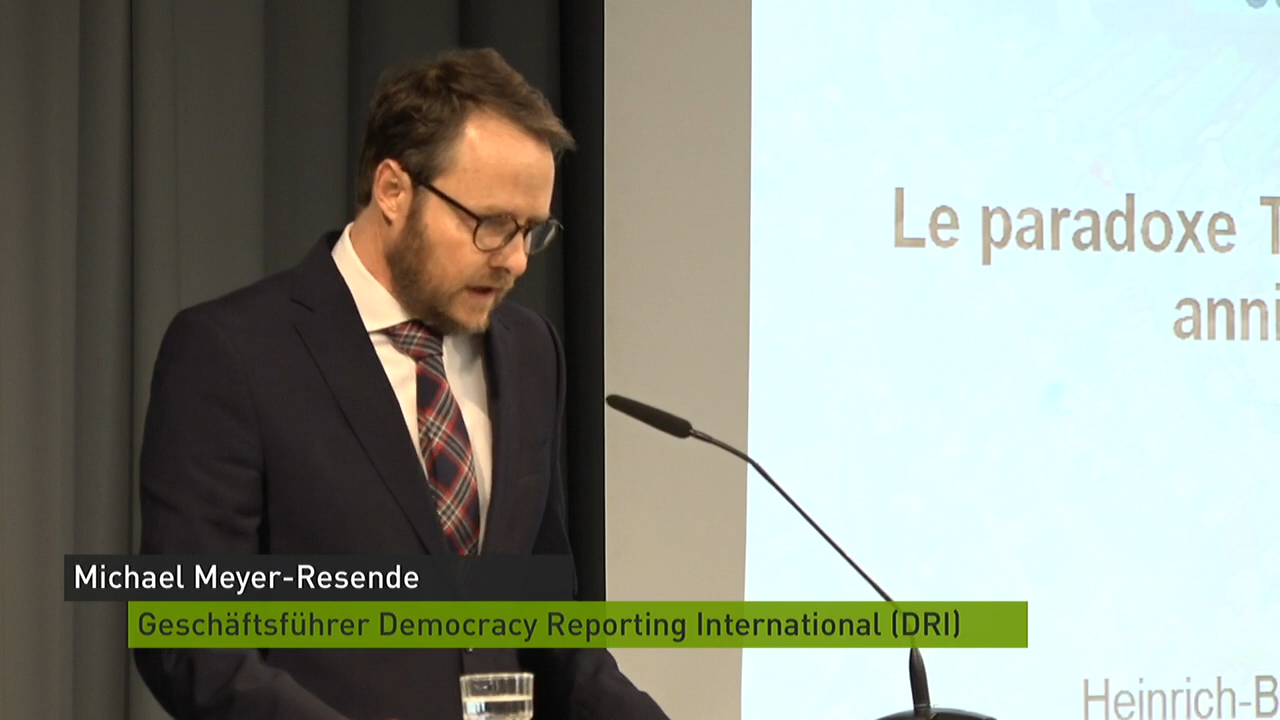 Le paradoxe
anni
Heinrich-B
Michael Meyer-Resende
Geschäftsführer Democracy Reporting International (DRI)